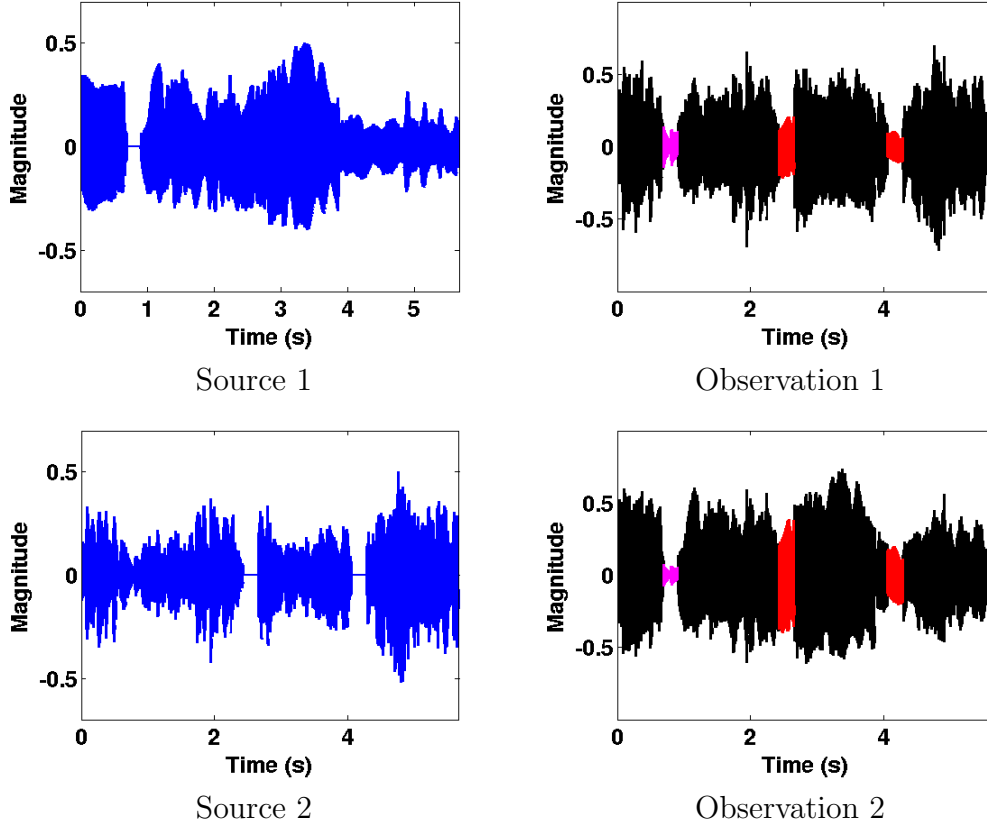 0.5
0
-0.5
Magnitude
0 1 2 3 4 5
Time (s)
Source 1
0.5
0
-0.5
Magnitude
0 2 4
Time (s)
Observation 1
0.5
0
-0.5
Magnitude
0 2 4
Time (s)
Source 2
0.5
0
-0.5
Magnitude
0 2 4
Time (s)
Observation 2